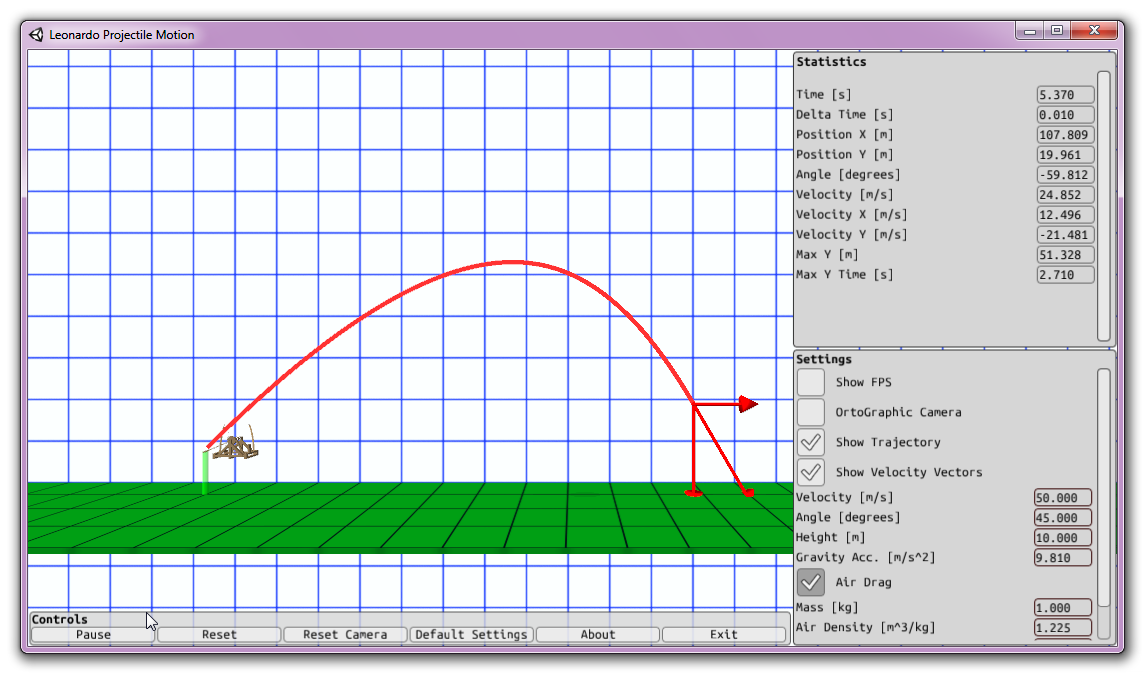 Leonardo Projectile Motion
Statistics
Time [s] 5.370
Delta Time [s] 0.010
Position X [m] 107.809
Position Y [m] 19.961
Angle [degrees] -59.812
Velocity [m/s] 24.852
Velocity X [m/s] 12.496
Velocity Y [m/s] -21.481
Max Y [m] 51.328
Max Y Time [s] 2.710
Settings
Show FPS
OrtoGraphic Camera
Show Trajectory
Show Velocity Vectors
Velocity [m/s] 50.000
Angle [degrees] 45.000
Height [m] 10.000
Gravity Acc. [m/s^2] 9.810
Air Drag
Mass [kg] 1.000
Air Density [m^3/kg] 1.225
Controls
Pause Reset Reset Camera Default Settings About Exit